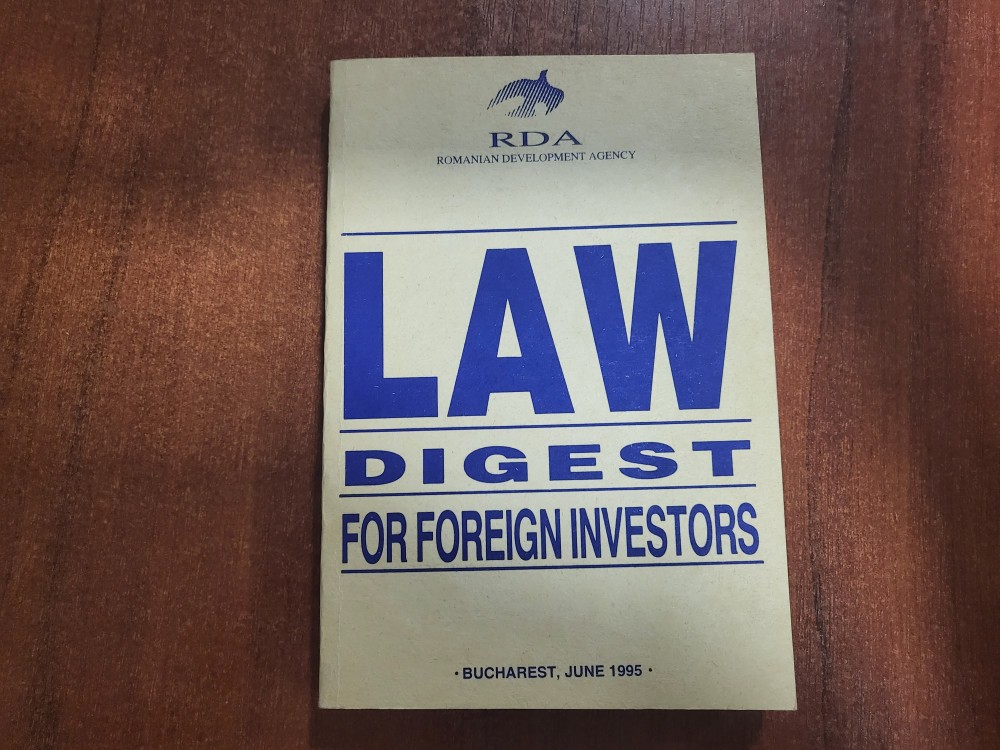 RDA
ROMANIAN DEVELOPMENT AGENCY
LAW
DIGEST
FOR FOREIGN INVESTORS
· BUCHAREST, JUNE 1995 ·